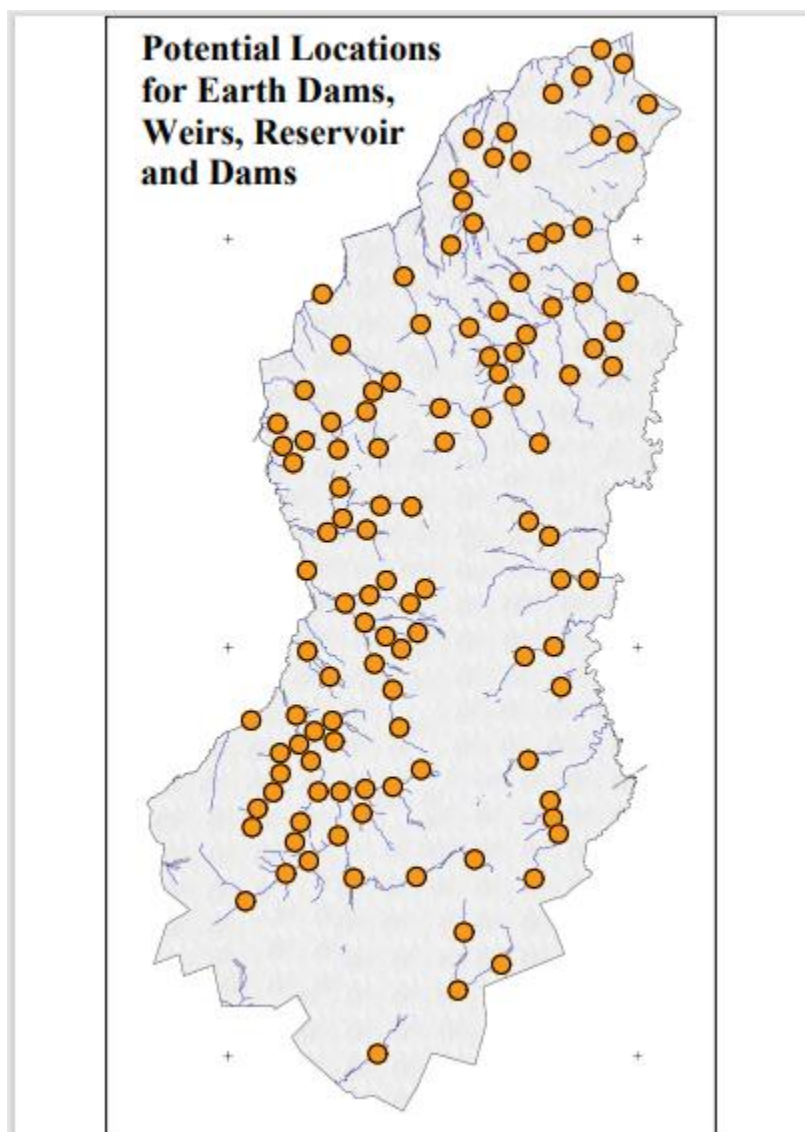 Potential Locations
for Earth Dams,
Weirs, Reservoir
and Dams